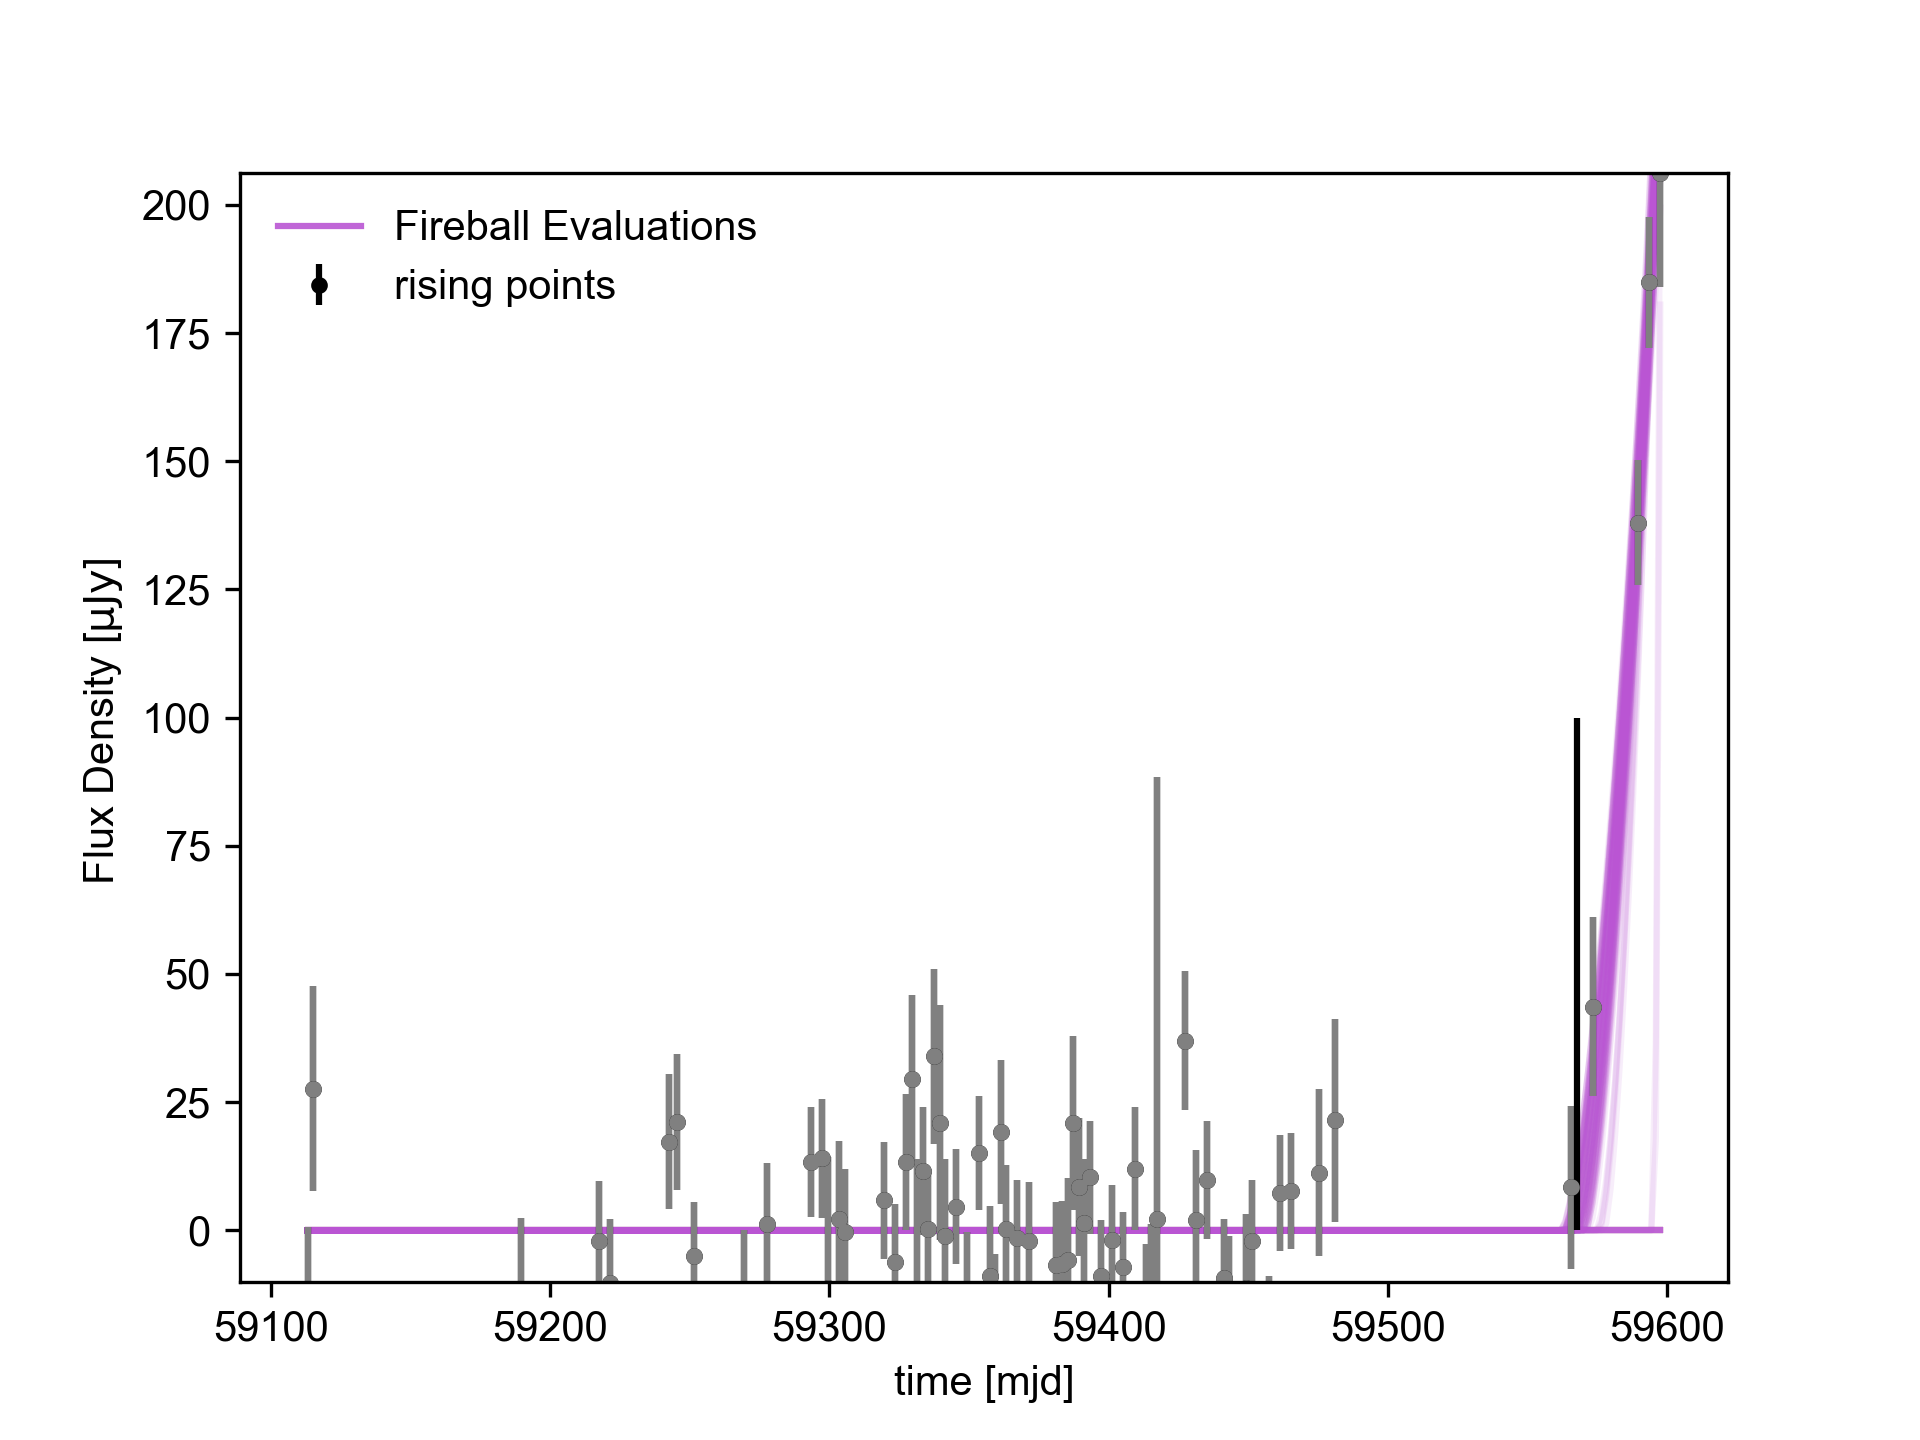 Fireball Evaluations
rising points
200
175
150
125
100
75
50
25
0
Flux Density [µJy]
59100 59200 59300 59400 59500 59600
time [mjd]